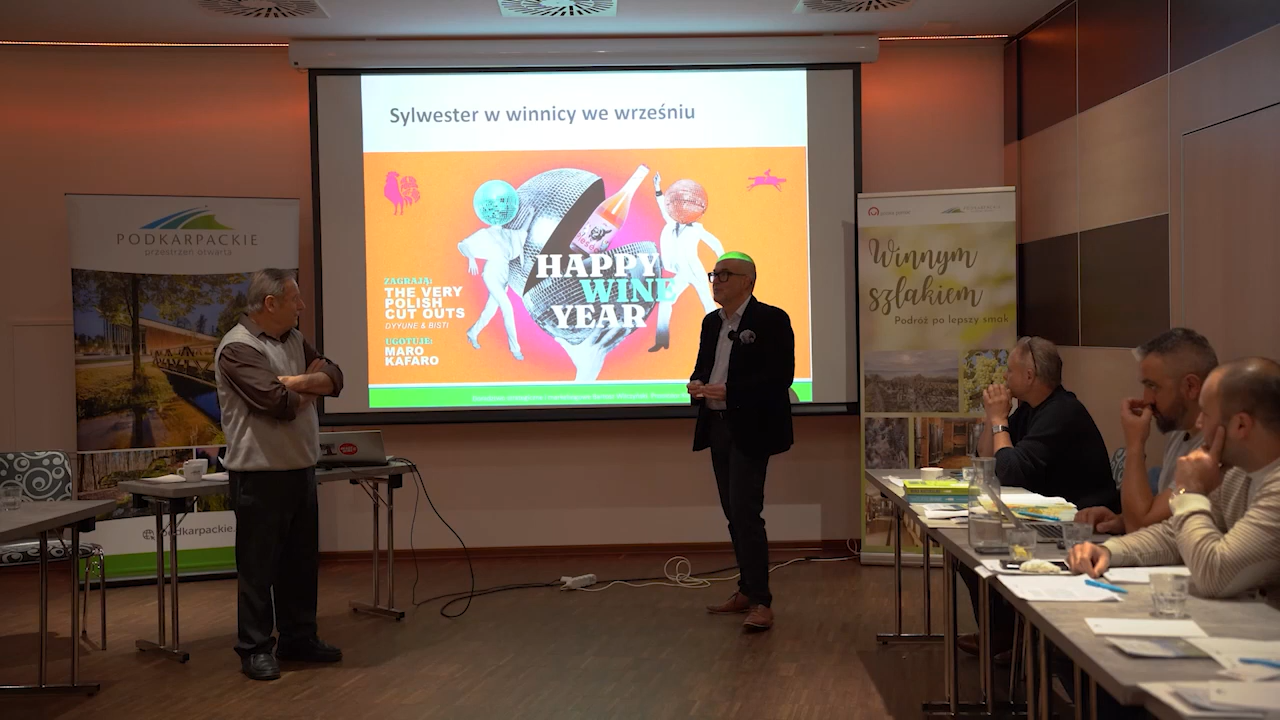 Sylwester w winnicy we wrześniu
ZAGRAJĄ:
THE VERY
POLISH
CUT OUTS
DYYUNE & BISTI
UGOTUJE:
MARO
KAFARO
HAPPY
WINE
YEAR
PODKARPACKIE
przestrzeń otwarta
podkarpackie.
Winnym
szlakiem
Podróż po lepszy smak